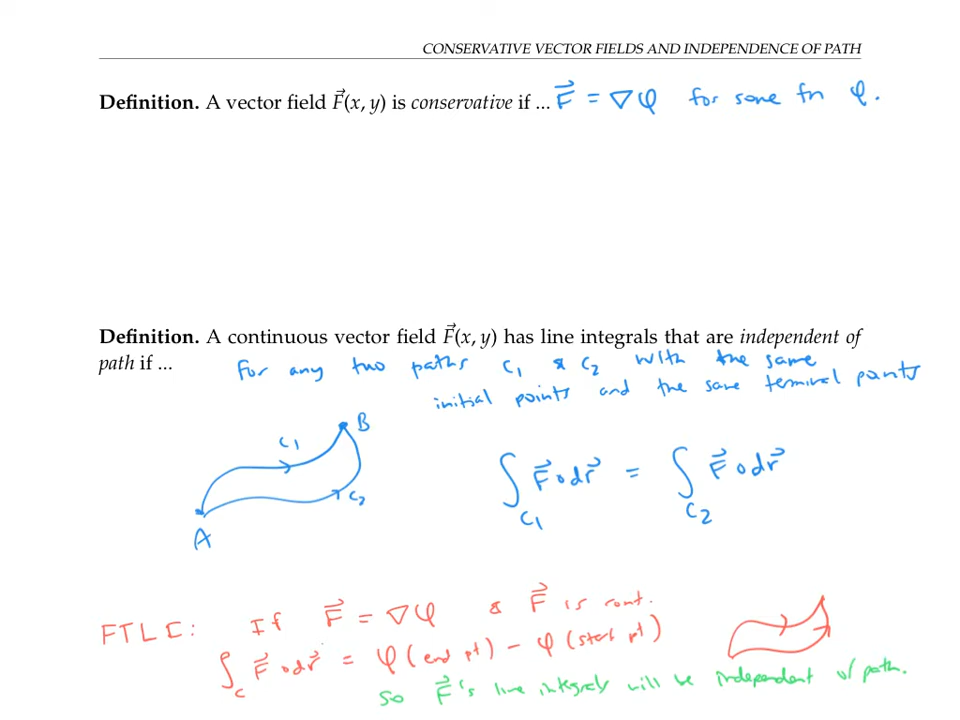 CONSERVATIVE VECTOR FIELDS AND INDEPENDENCE OF PATH
Definition. A vector field F⃗(x, y) is conservative if ... F⃗ = ∇φ for some fn φ.
Definition. A continuous vector field F⃗(x, y) has line integrals that are independent of
path if ... For any two paths C₁ & C₂ with the same
initial points and the same terminal points
B
C₁
C₂
A
∫_C₁ F⃗ ∘ dr⃗ = ∫_C₂ F⃗ ∘ dr⃗
FTLI: If F⃗ = ∇φ & F⃗ is cont.
∫_C F⃗ ∘ dr⃗ = φ(end pt) - φ(start pt)
So F⃗'s line integrals will be independent o/ path.